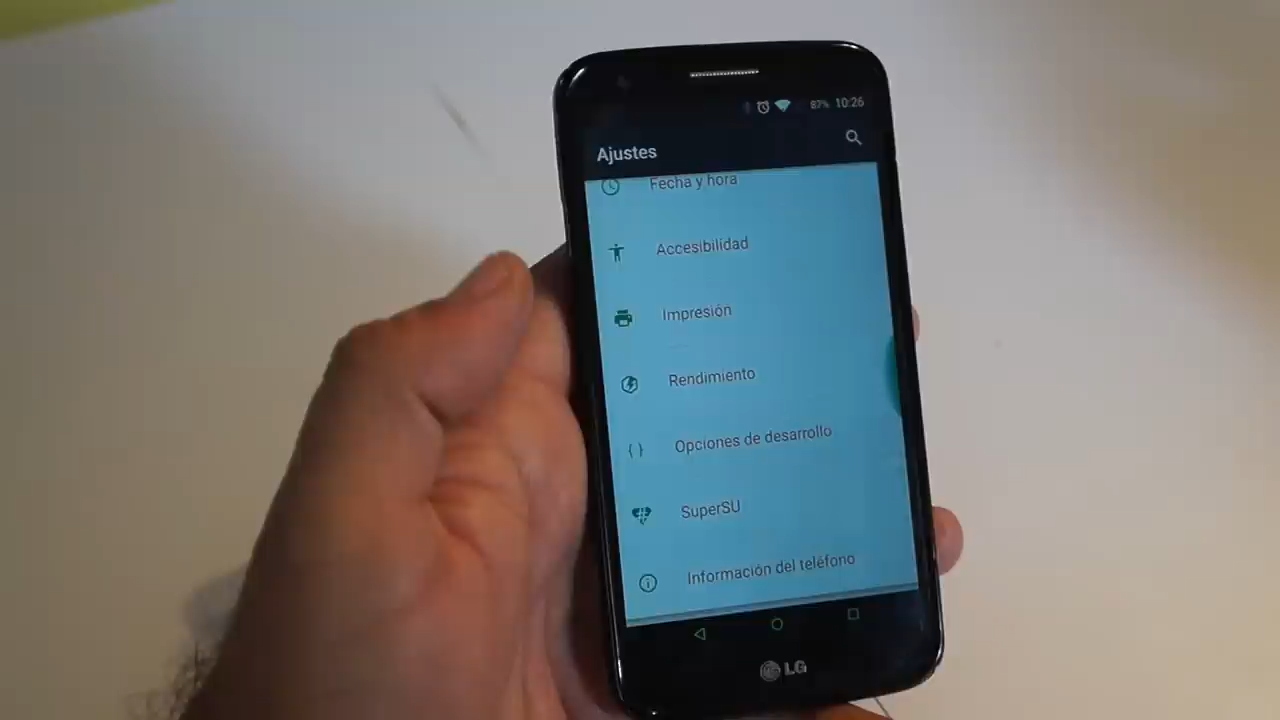 87% 10:26
Ajustes
Fecha y hora
Accesibilidad
Impresión
Rendimiento
{ } Opciones de desarrollo
# SuperSU
Información del teléfono
LG